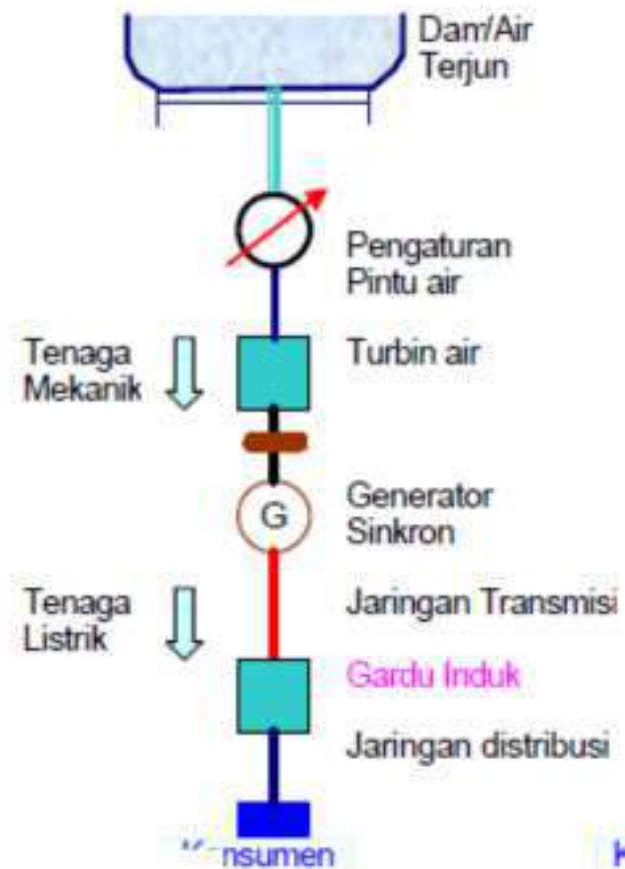 Dam/Air
Terjun
Pengaturan
Pintu air
Tenaga
Mekanik
Turbin air
G
Generator
Sinkron
Tenaga
Listrik
Jaringan Transmisi
Gardu Induk
Jaringan distribusi
Konsumen
K